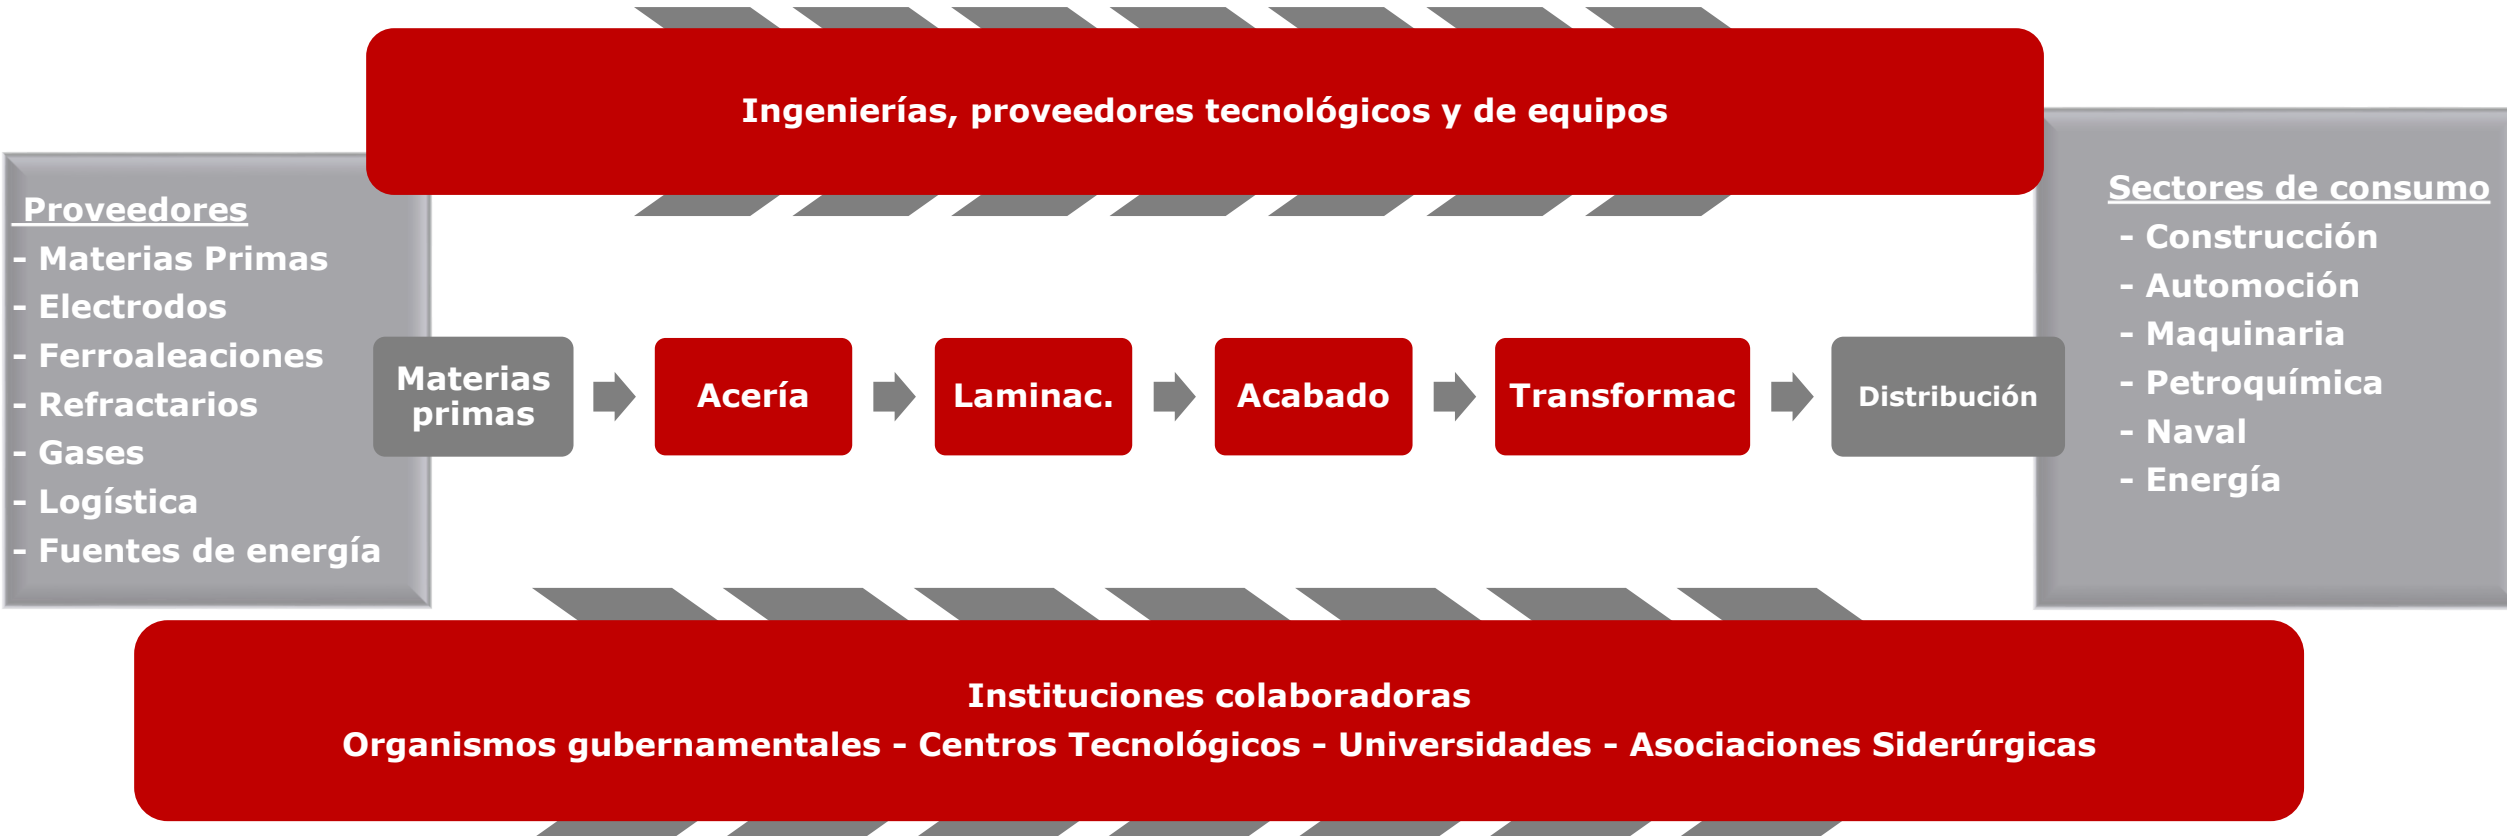 Ingenierías, proveedores tecnológicos y de equipos
Proveedores
– Materias Primas
– Electrodos
– Ferroaleaciones
– Refractarios
– Gases
– Logística
– Fuentes de energía
Materias
primas
Acería
Laminac.
Acabado
Transformac
Distribución
Sectores de consumo
– Construcción
– Automoción
– Maquinaria
– Petroquímica
– Naval
– Energía
Instituciones colaboradoras
Organismos gubernamentales – Centros Tecnológicos – Universidades – Asociaciones Siderúrgicas